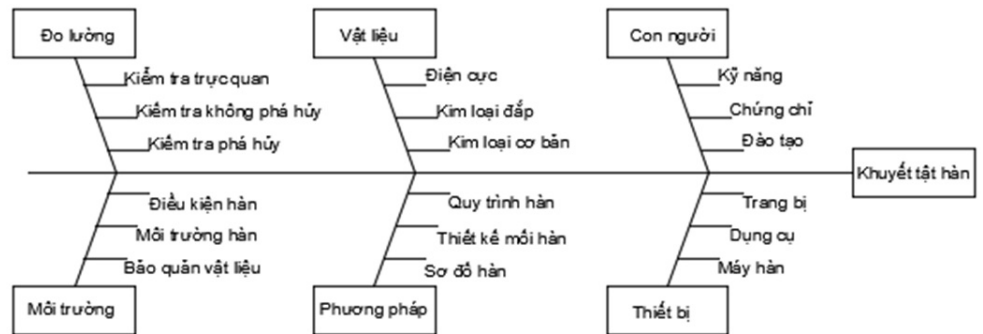 Đo lường
Vật liệu
Con người
Kiểm tra trực quan
Kiểm tra không phá hủy
Kiểm tra phá hủy
Điện cực
Kim loại đắp
Kim loại cơ bản
Kỹ năng
Chứng chỉ
Đào tạo
Khuyết tật hàn
Điều kiện hàn
Môi trường hàn
Bảo quản vật liệu
Quy trình hàn
Thiết kế mối hàn
Sơ đồ hàn
Trang bị
Dụng cụ
Máy hàn
Môi trường
Phương pháp
Thiết bị